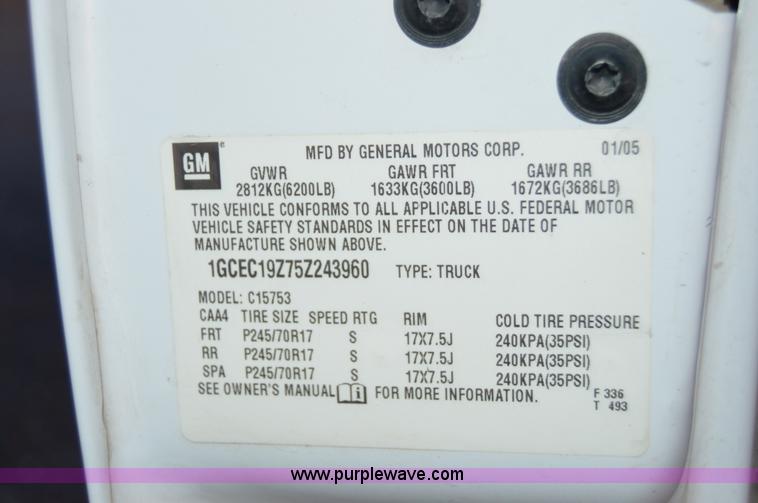 GM
MFD BY GENERAL MOTORS CORP. 01/05
GVWR GAWR FRT GAWR RR
2812KG(6200LB) 1633KG(3600LB) 1672KG(3686LB)
THIS VEHICLE CONFORMS TO ALL APPLICABLE U.S. FEDERAL MOTOR
VEHICLE SAFETY STANDARDS IN EFFECT ON THE DATE OF
MANUFACTURE SHOWN ABOVE.
1GCEC19Z75Z243960 TYPE: TRUCK
MODEL: C15753
CAA4 TIRE SIZE SPEED RTG RIM COLD TIRE PRESSURE
FRT P245/70R17 S 17X7.5J 240KPA(35PSI)
RR P245/70R17 S 17X7.5J 240KPA(35PSI)
SPA P245/70R17 S 17X7.5J 240KPA(35PSI)
SEE OWNER'S MANUAL FOR MORE INFORMATION. F 336
T 493
www.purplewave.com